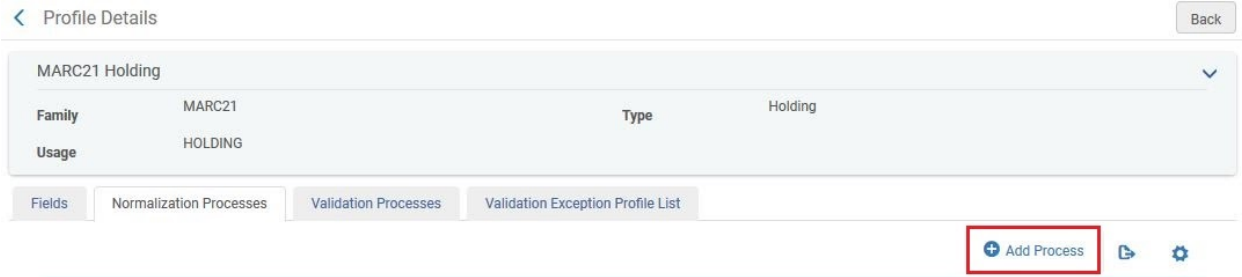 Profile Details
Back
MARC21 Holding
Family MARC21 Type Holding
Usage HOLDING
Fields Normalization Processes Validation Processes Validation Exception Profile List
Add Process